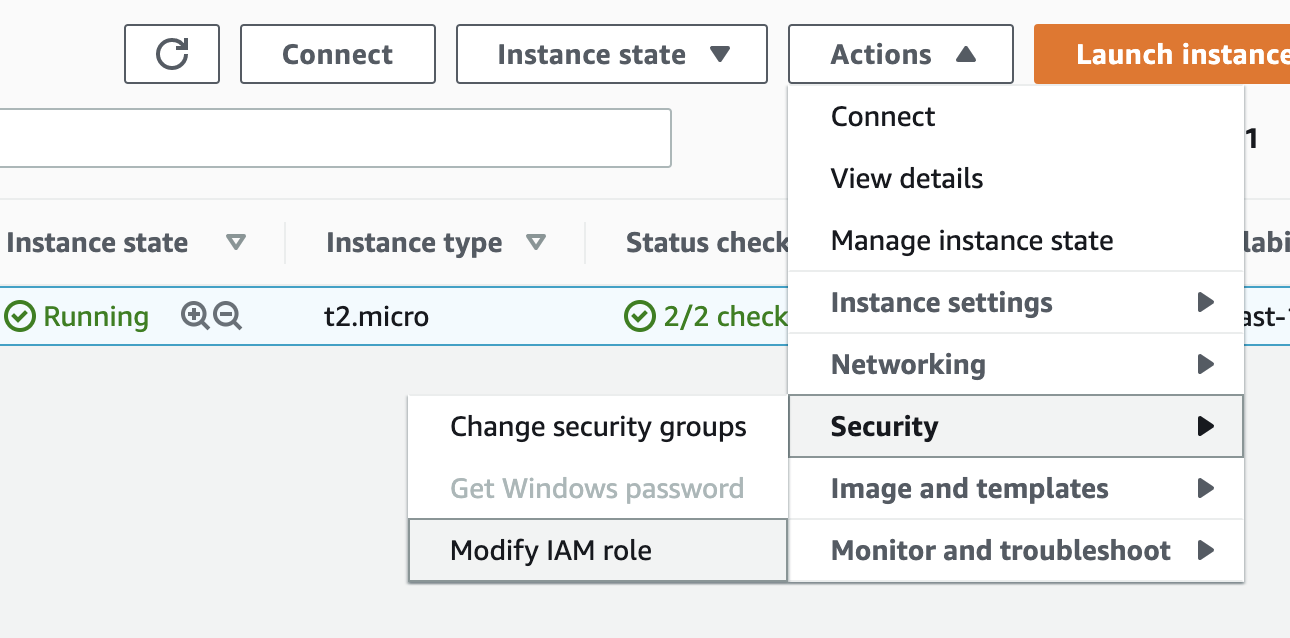 Connect
Instance state
Actions
Launch instance
Connect
1
View details
Instance state
Instance type
Status check
Manage instance state
Instance settings
Running
t2.micro
2/2 check
Networking
Security
Change security groups
Get Windows password
Modify IAM role
Image and templates
Monitor and troubleshoot